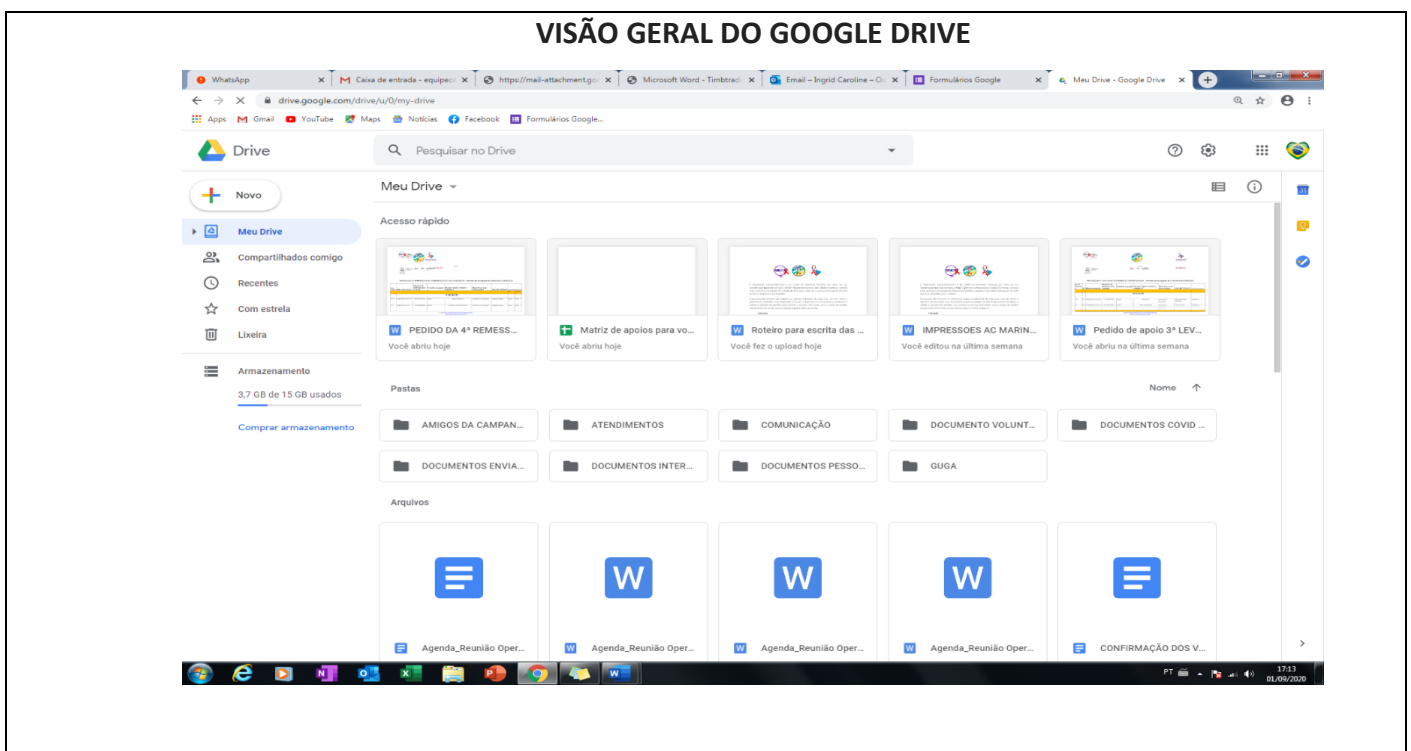 VISÃO GERAL DO GOOGLE DRIVE
WhatsApp
Caixa de entrada - equipec
https://mail-attachment.go
Microsoft Word - Timbtrad
Email – Ingrid Caroline – O
Formulários Google
Meu Drive - Google Drive
drive.google.com/drive/u/0/my-drive
Apps Gmail YouTube Maps Notícias Facebook Formulários Google...
Drive
Pesquisar no Drive
Novo
Meu Drive
Acesso rápido
Meu Drive
Compartilhados comigo
Recentes
Com estrela
Lixeira
Armazenamento
3,7 GB de 15 GB usados
Comprar armazenamento
PEDIDO DA 4ª REMESS...
Você abriu hoje
Matriz de apoios para vo...
Você abriu hoje
Roteiro para escrita das ...
Você fez o upload hoje
IMPRESSOES AC MARIN...
Você editou na última semana
Pedido de apoio 3ª LEV...
Você abriu na última semana
Pastas
Nome
AMIGOS DA CAMPAN...
ATENDIMENTOS
COMUNICAÇÃO
DOCUMENTO VOLUNT...
DOCUMENTOS COVID ...
DOCUMENTOS ENVIA...
DOCUMENTOS INTER...
DOCUMENTOS PESSO...
GUGA
Arquivos
Agenda_Reunião Oper...
Agenda_Reunião Oper...
Agenda_Reunião Oper...
Agenda_Reunião Oper...
CONFIRMAÇÃO DOS V...
PT
17:13
01/09/2020